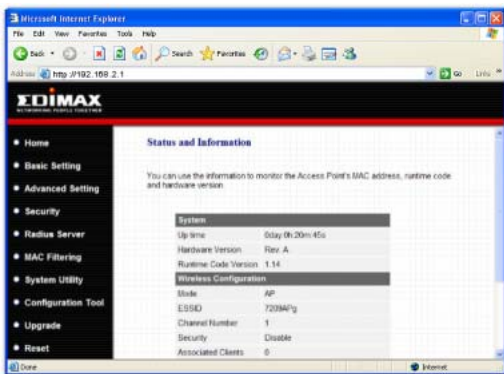 Microsoft Internet Explorer
File Edit View Favorites Tools Help
Back Search Favorites
Address http://192.168.2.1 Go Links
EDIMAX
NETWORKING PEOPLE TOGETHER
Home
Basic Setting
Advanced Setting
Security
Radius Server
MAC Filtering
System Utility
Configuration Tool
Upgrade
Reset
Status and Information
You can use the information to monitor the Access Point's MAC address, runtime code
and hardware version
System
Up time 0day:0h:20m:45s
Hardware Version Rev. A
Runtime Code Version 1.14
Wireless Configuration
Mode AP
ESSID 7209APg
Channel Number 1
Security Disable
Associated Clients 0
Done Internet